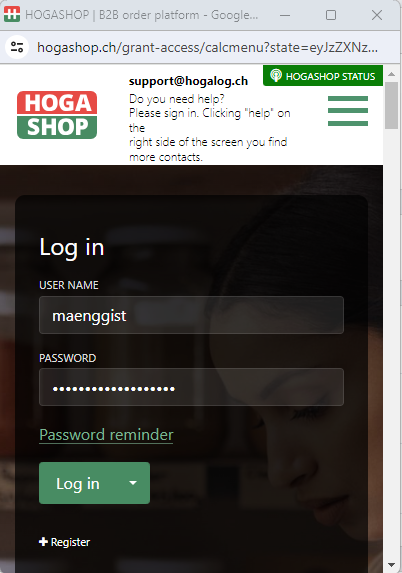 HOGASHOP | B2B order platform - Google...
hogashop.ch/grant-access/calcmenu?state=eyJzZXNz...
HOGASHOP STATUS
HOGA
SHOP
support@hogalog.ch
Do you need help?
Please sign in. Clicking "help" on
the
right side of the screen you find
more contacts.
Log in
USER NAME
maenggist
PASSWORD
•••••••••••••••••••
Password reminder
Log in
Register